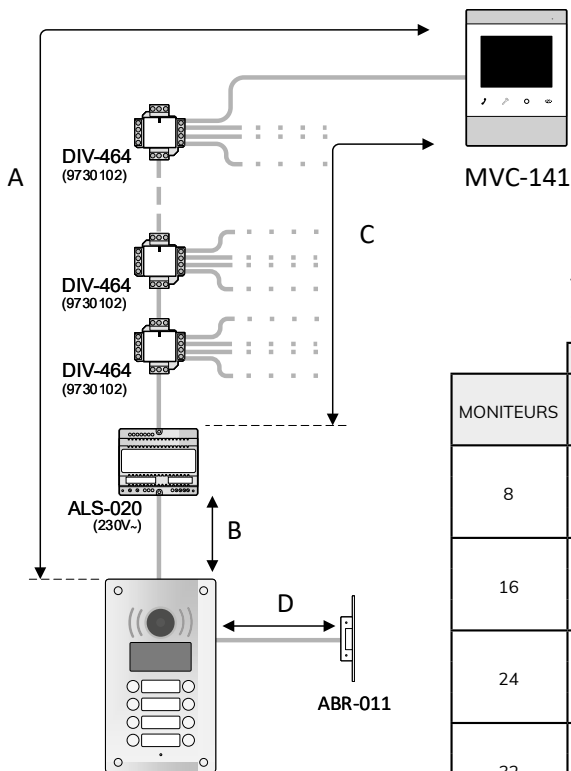 A
DIV-464
(9730102)
MVC-141
C
DIV-464
(9730102)
DIV-464
(9730102)
MONITEURS
8
ALS-020
(230V~)
B
16
D
ABR-011
24